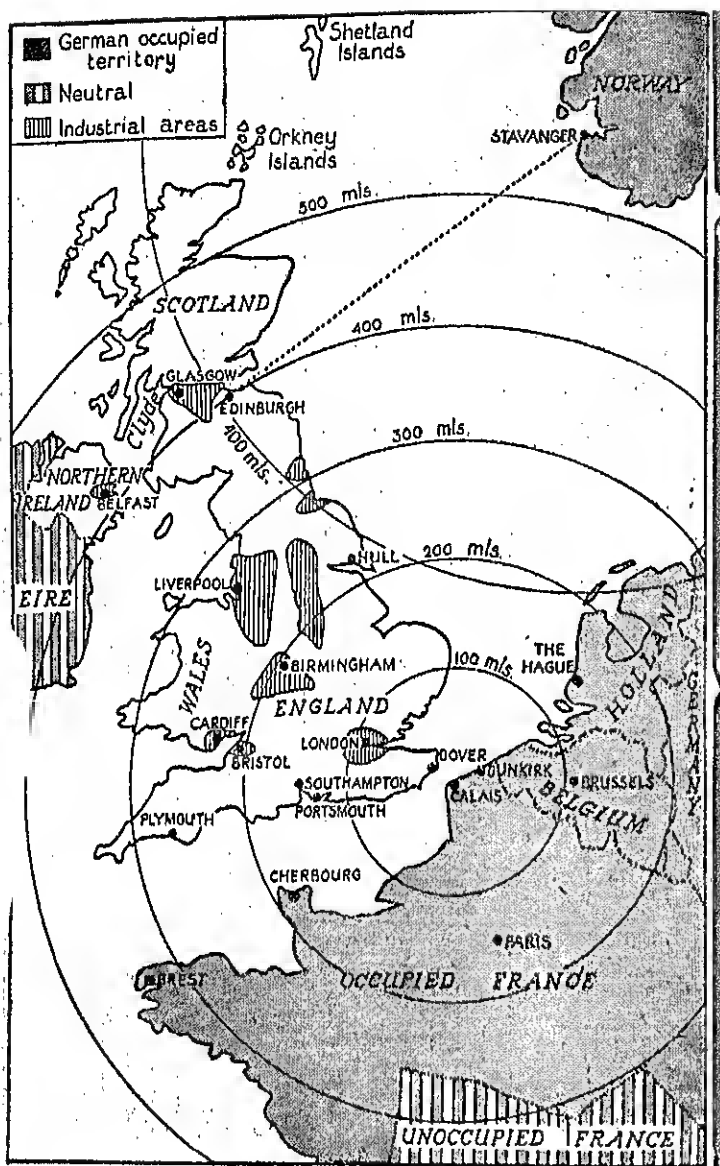 German occupied
territory
Neutral
Industrial areas
Shetland
Islands
Orkney
Islands
NORWAY
STAVANGER
500 mls.
SCOTLAND
400 mls.
GLASGOW
EDINBURGH
Clyde
400 mls.
300 mls.
NORTHERN
IRELAND
BELFAST
HULL
200 mls.
LIVERPOOL
EIRE
WALES
BIRMINGHAM
THE
HAGUE
100 mls.
HOLLAND
GERMANY
ENGLAND
CARDIFF
BRISTOL
LONDON
DOVER
SOUTHAMPTON
PORTSMOUTH
DUNKIRK
CALAIS
BRUSSELS
BELGIUM
PLYMOUTH
CHERBOURG
PARIS
BREST
OCCUPIED FRANCE
UNOCCUPIED FRANCE